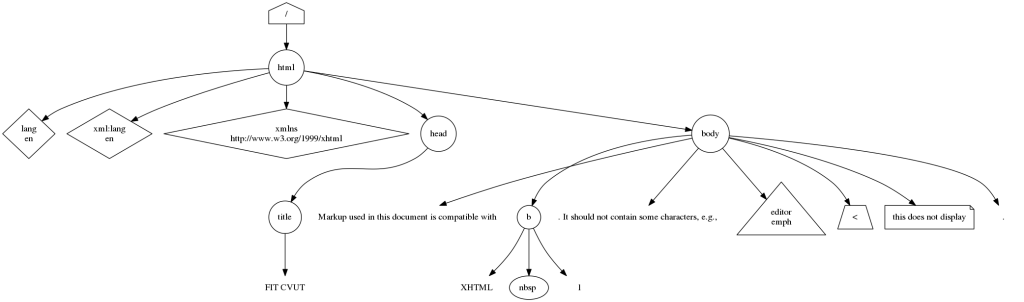 /
html
lang
en
xml:lang
en
xmlns
http://www.w3.org/1999/xhtml
head
body
title
Markup used in this document is compatible with
b
. It should not contain some characters, e.g.,
editor
emph
<
this does not display
.
FIT CVUT
XHTML
nbsp
1